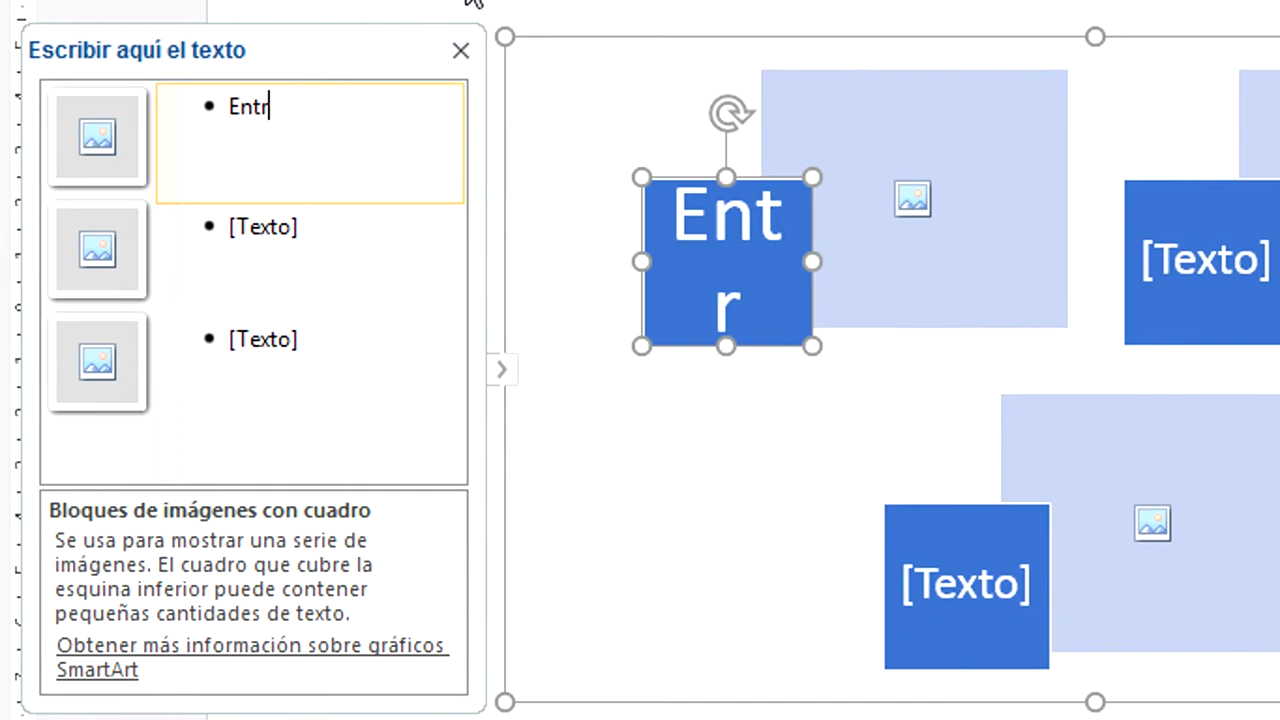 Escribir aquí el texto
• Entr
• [Texto]
• [Texto]
Bloques de imágenes con cuadro
Se usa para mostrar una serie de
imágenes. El cuadro que cubre la
esquina inferior puede contener
pequeñas cantidades de texto.
Obtener más información sobre gráficos
SmartArt
Ent
r
[Texto]
[Texto]